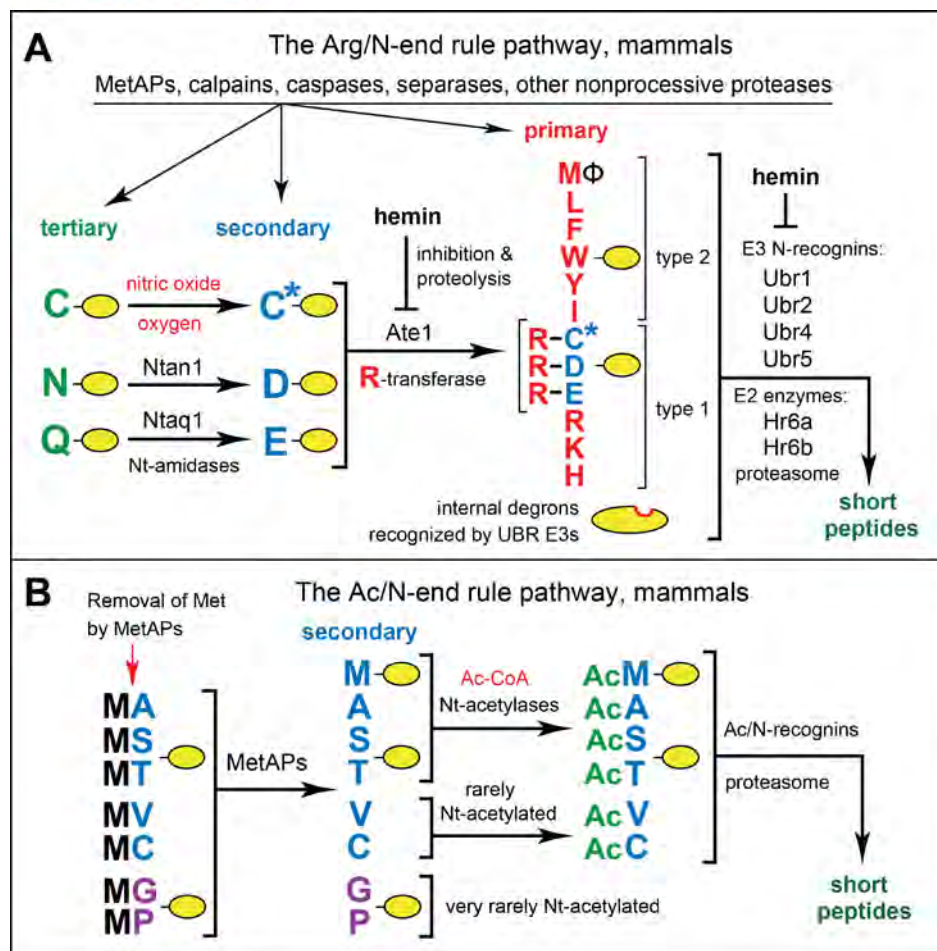 A
The Arg/N-end rule pathway, mammals
MetAPs, calpains, caspases, separases, other nonprocessive proteases
primary
tertiary
secondary
hemin
inhibition &
proteolysis
C
nitric oxide
oxygen
C*
N
Ntan1
D
Q
Ntaq1
E
Nt-amidases
Ate1
R-transferase
MΦ
L
F
W
Y
I
R-C*
R-D
R-E
R
K
H
type 2
type 1
internal degrons
recognized by UBR E3s
hemin
E3 N-recognins:
Ubr1
Ubr2
Ubr4
Ubr5
E2 enzymes:
Hr6a
Hr6b
proteasome
short
peptides
B
The Ac/N-end rule pathway, mammals
Removal of Met
by MetAPs
MA
MS
MT
MV
MC
MG
MP
MetAPs
secondary
M
A
S
T
V
C
G
P
Ac-CoA
Nt-acetylases
rarely
Nt-acetylated
very rarely Nt-acetylated
AcM
AcA
AcS
AcT
AcV
AcC
Ac/N-recognins
proteasome
short
peptides